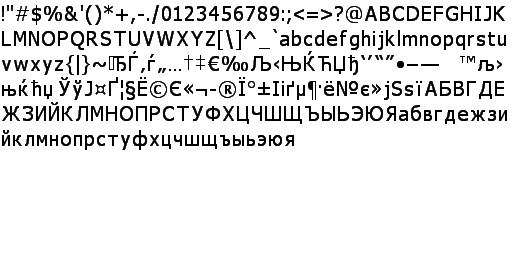 !"#$%&'()*+,-./0123456789:;<=>?@ABCDEFGHIJK
LMNOPQRSTUVWXYZ[\]^_`abcdefghijklmnopqrstu
vwxyz{|}~ЂЃ‚ѓ„…†‡€‰Љ‹ЊЌЋЏђ‘’“”•–— ™љ›
њќћџ ЎўЈ¤Ґ¦§Ё©Є«¬-®Ї°±Ііґµ¶·ё№є»јЅѕїАБВГДЕ
ЖЗИЙКЛМНОПРСТУФХЦЧШЩЪЫЬЭЮЯабвгдежзи
йклмнопрстуфхцчшщъыьэюя